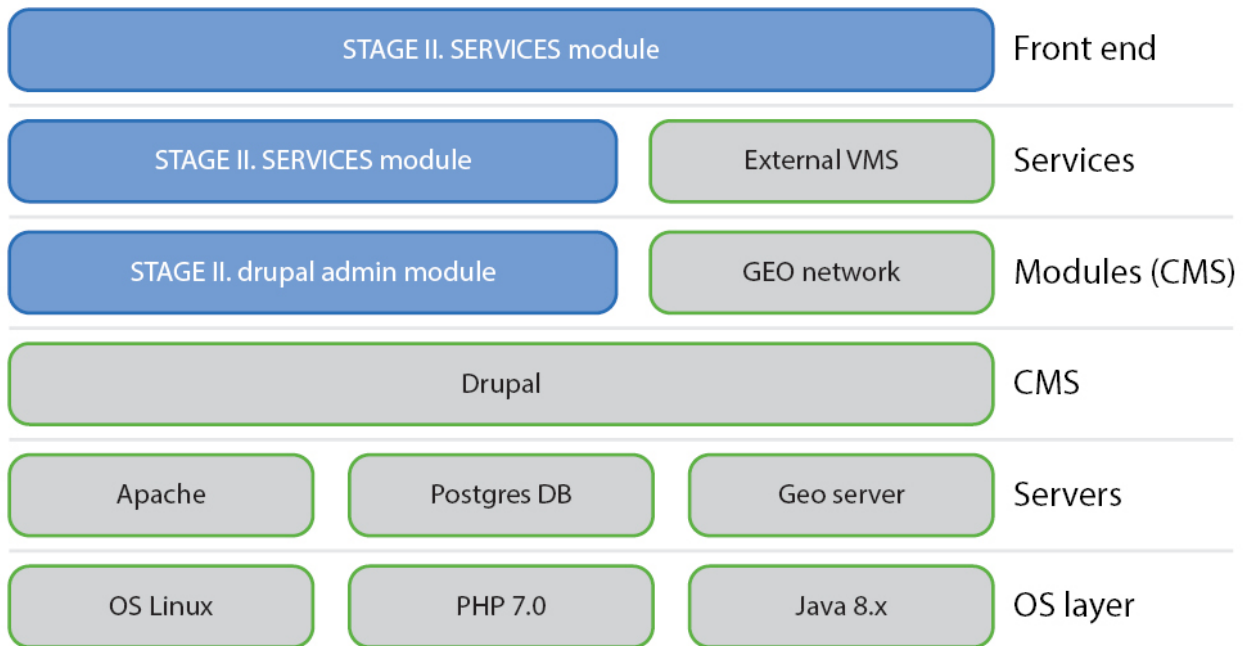 STAGE II. SERVICES module
Front end
STAGE II. SERVICES module
External VMS
Services
STAGE II. drupal admin module
GEO network
Modules (CMS)
Drupal
CMS
Apache
Postgres DB
Geo server
Servers
OS Linux
PHP 7.0
Java 8.x
OS layer